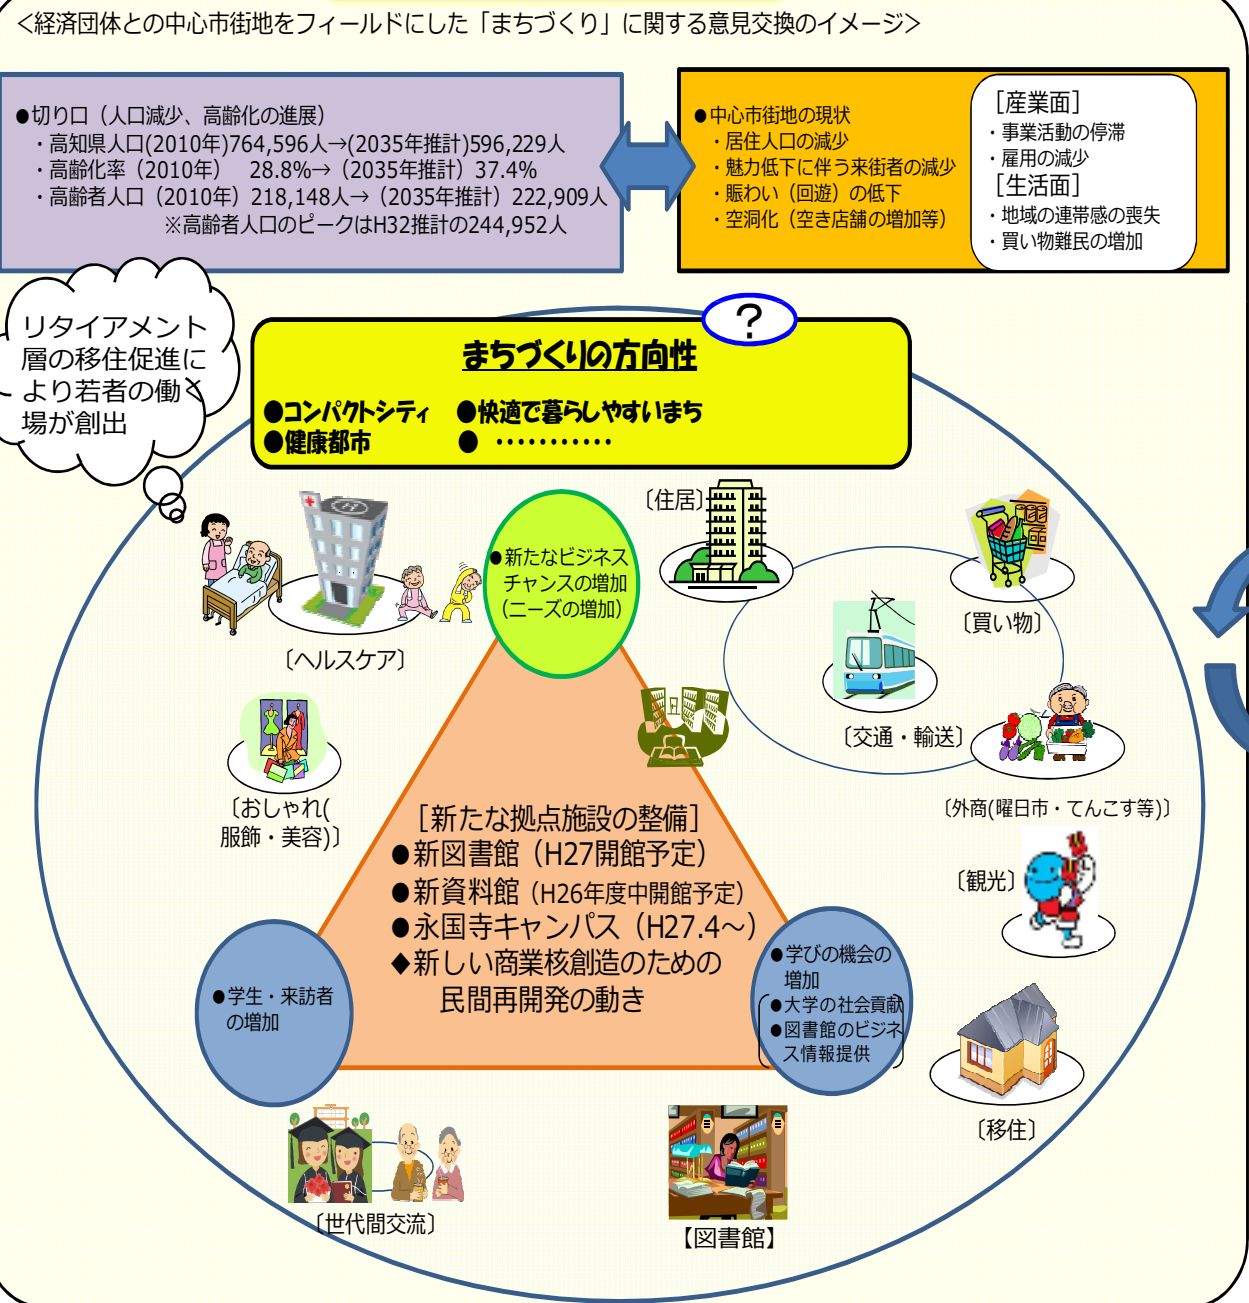 ＜経済団体との中心市街地をフィールドにした「まちづくり」に関する意見交換のイメージ＞
●切り口（人口減少、高齢化の進展）
・高知県人口(2010年)764,596人→(2035年推計)596,229人
・高齢化率（2010年）　28.8%→（2035年推計）37.4%
・高齢者人口（2010年）218,148人→（2035年推計）222,909人
※高齢者人口のピークはH32推計の244,952人
●中心市街地の現状
・居住人口の減少
・魅力低下に伴う来街者の減少
・賑わい（回遊）の低下
・空洞化（空き店舗の増加等）
［産業面］
・事業活動の停滞
・雇用の減少
［生活面］
・地域の連帯感の喪失
・買い物難民の増加
リタイアメント
層の移住促進に
より若者の働く
場が創出
？
まちづくりの方向性
●コンパクトシティ　●快適で暮らしやすいまち
●健康都市　　　　　●　‥‥‥‥‥‥
●新たなビジネス
チャンスの増加
（ニーズの増加）
〔住居〕
〔買い物〕
〔ヘルスケア〕
〔交通・輸送〕
〔おしゃれ(
服飾・美容)〕
〔外商(曜日市・てんこす等)〕
〔観光〕
［新たな拠点施設の整備］
●新図書館（H27開館予定）
●新資料館（H26年度中開館予定）
●永国寺キャンパス（H27.4～）
◆新しい商業核創造のための
民間再開発の動き
●学生・来訪者
の増加
●学びの機会の
増加
●大学の社会貢献
●図書館のビジネ
ス情報提供
〔移住〕
〔世代間交流〕
【図書館】